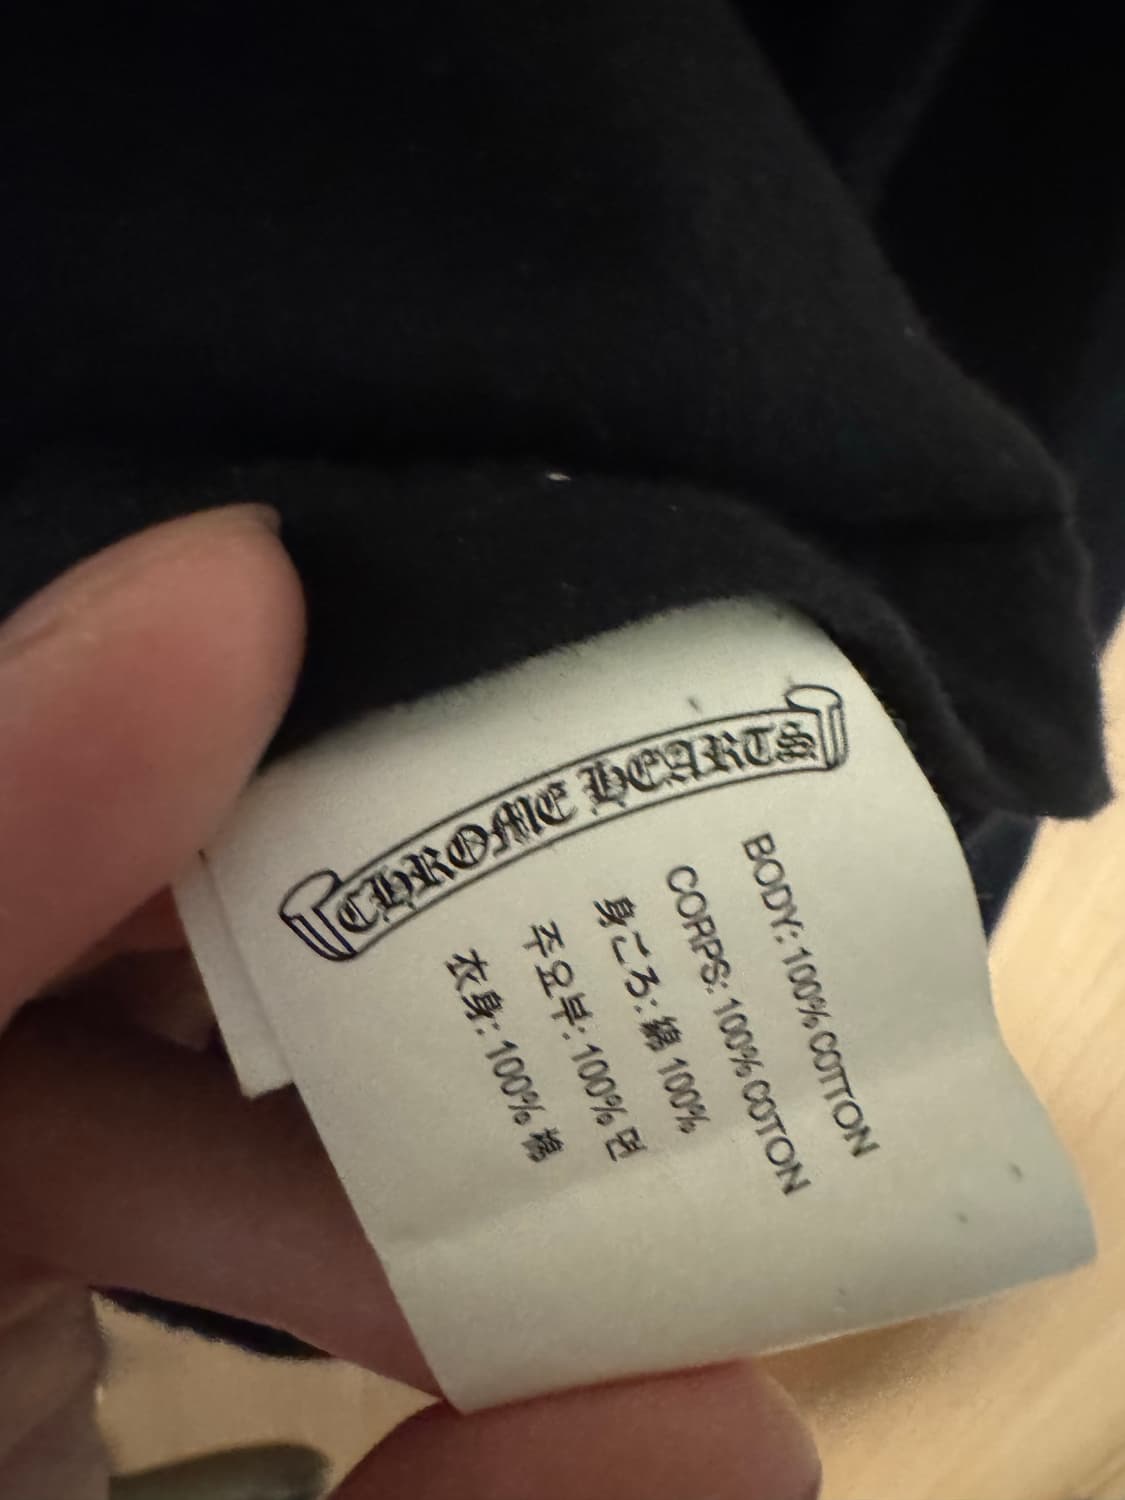 CHROME HEARTS
BODY: 100% COTTON
CORPS: 100% COTON
身ごろ: 綿 100%
주요부: 100% 면
衣身: 100% 棉